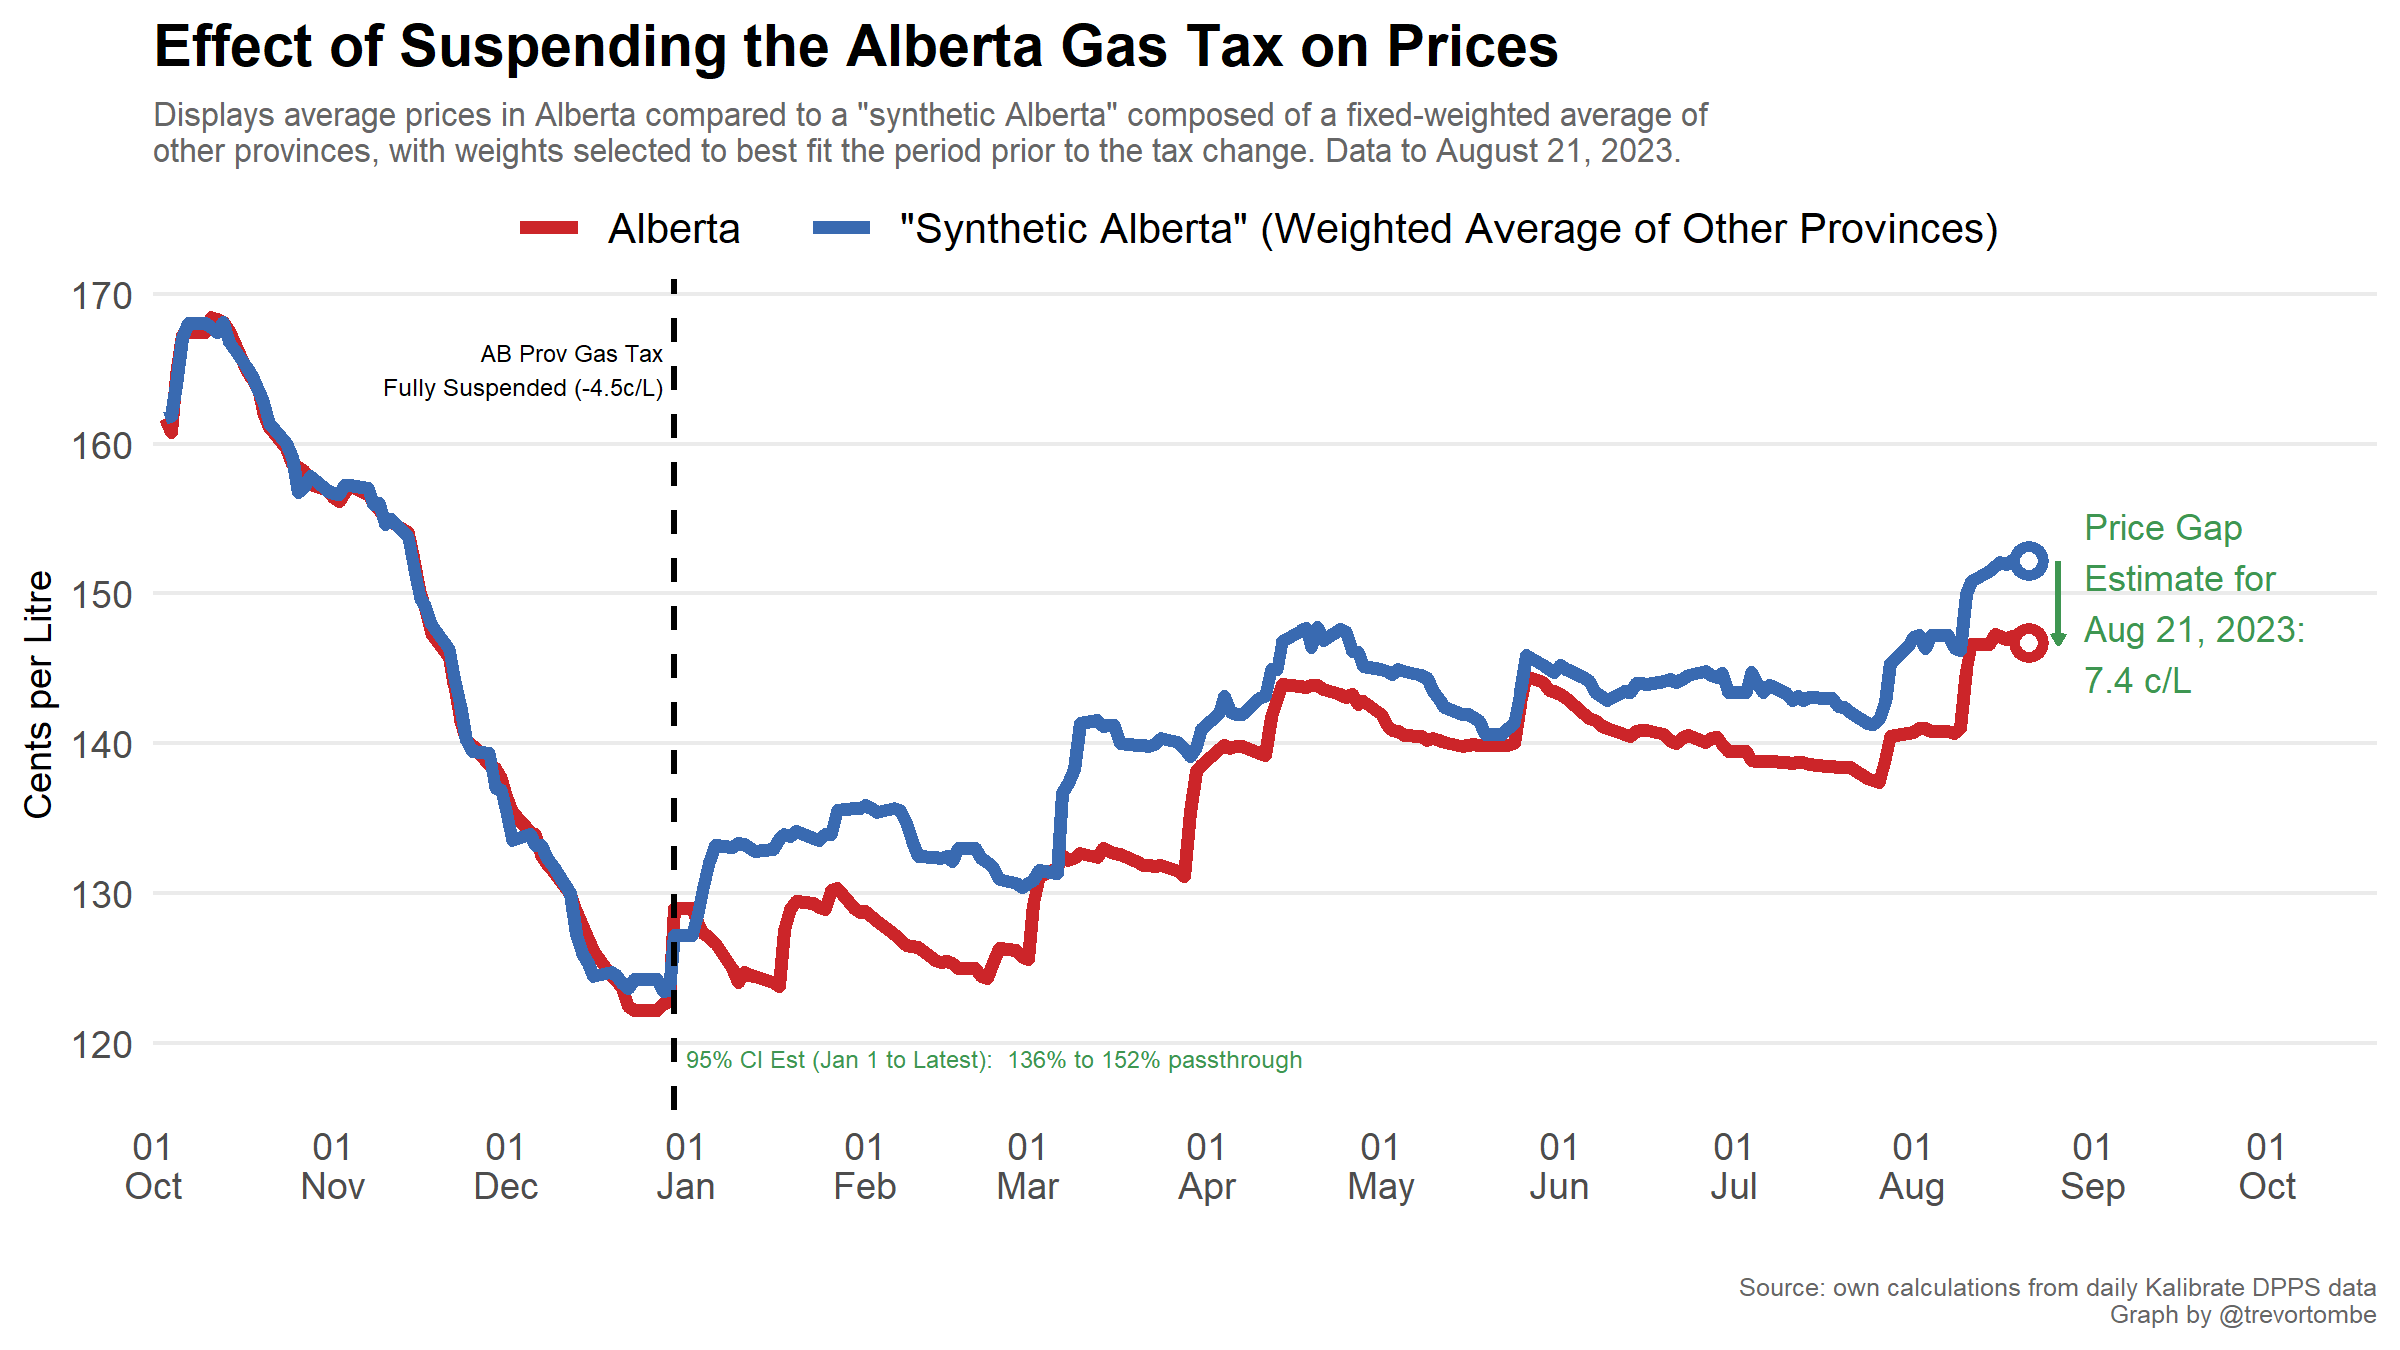 Effect of Suspending the Alberta Gas Tax on Prices
Displays average prices in Alberta compared to a "synthetic Alberta" composed of a fixed-weighted average of
other provinces, with weights selected to best fit the period prior to the tax change. Data to August 21, 2023.
Alberta
"Synthetic Alberta" (Weighted Average of Other Provinces)
170
160
150
140
130
120
Cents per Litre
AB Prov Gas Tax
Fully Suspended (-4.5c/L)
Price Gap
Estimate for
Aug 21, 2023:
7.4 c/L
95% CI Est (Jan 1 to Latest):  136% to 152% passthrough
01 Oct
01 Nov
01 Dec
01 Jan
01 Feb
01 Mar
01 Apr
01 May
01 Jun
01 Jul
01 Aug
01 Sep
01 Oct
Source: own calculations from daily Kalibrate DPPS data
Graph by @trevortombe